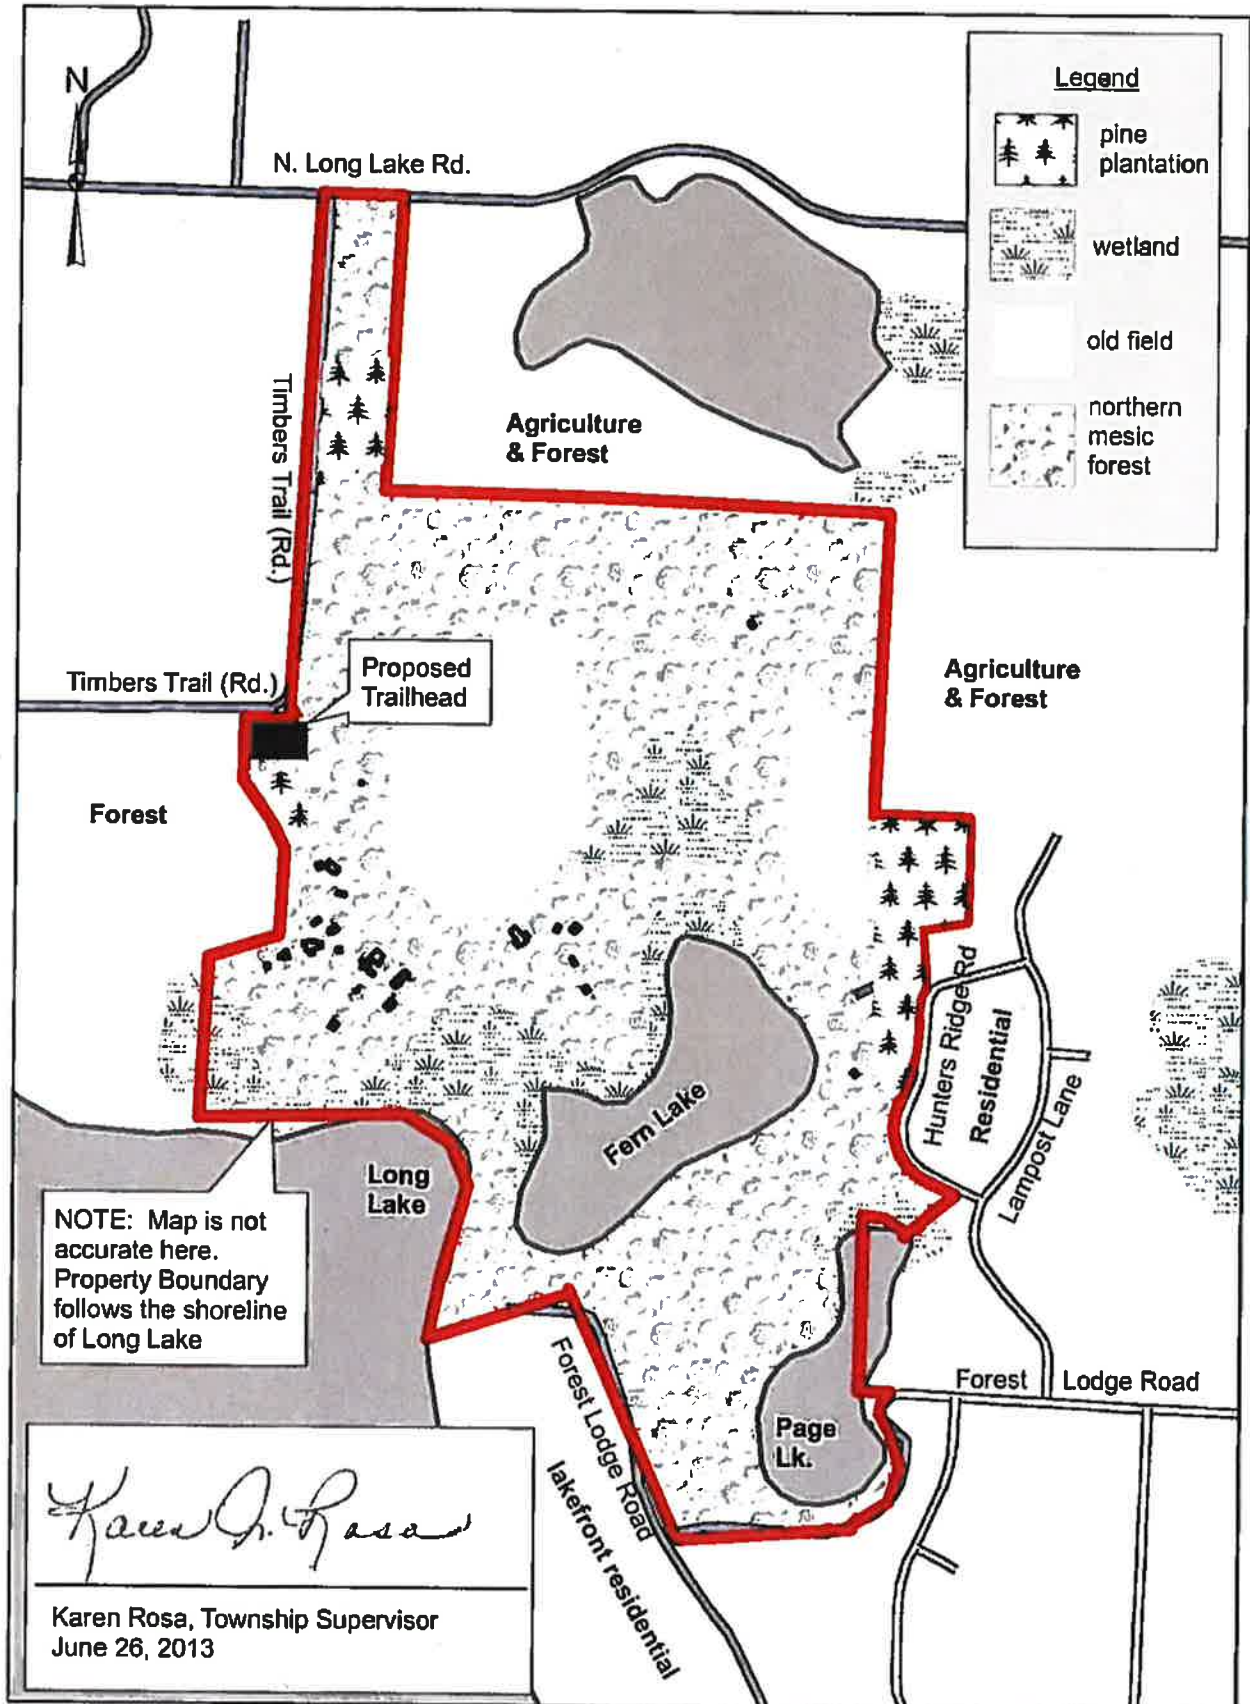 N
N. Long Lake Rd.
Legend
pine
plantation
wetland
old field
northern
mesic
forest
Timbers Trail (Rd.)
Agriculture
& Forest
Proposed
Trailhead
Timbers Trail (Rd.)
Agriculture
& Forest
Forest
Hunters Ridge Rd
Residential
Lampost Lane
Fern Lake
Long
Lake
NOTE: Map is not
accurate here.
Property Boundary
follows the shoreline
of Long Lake
Forest Lodge Road
Forest Lodge Road
lakefront residential
Page
Lk.
Karen A. Rosa
Karen Rosa, Township Supervisor
June 26, 2013